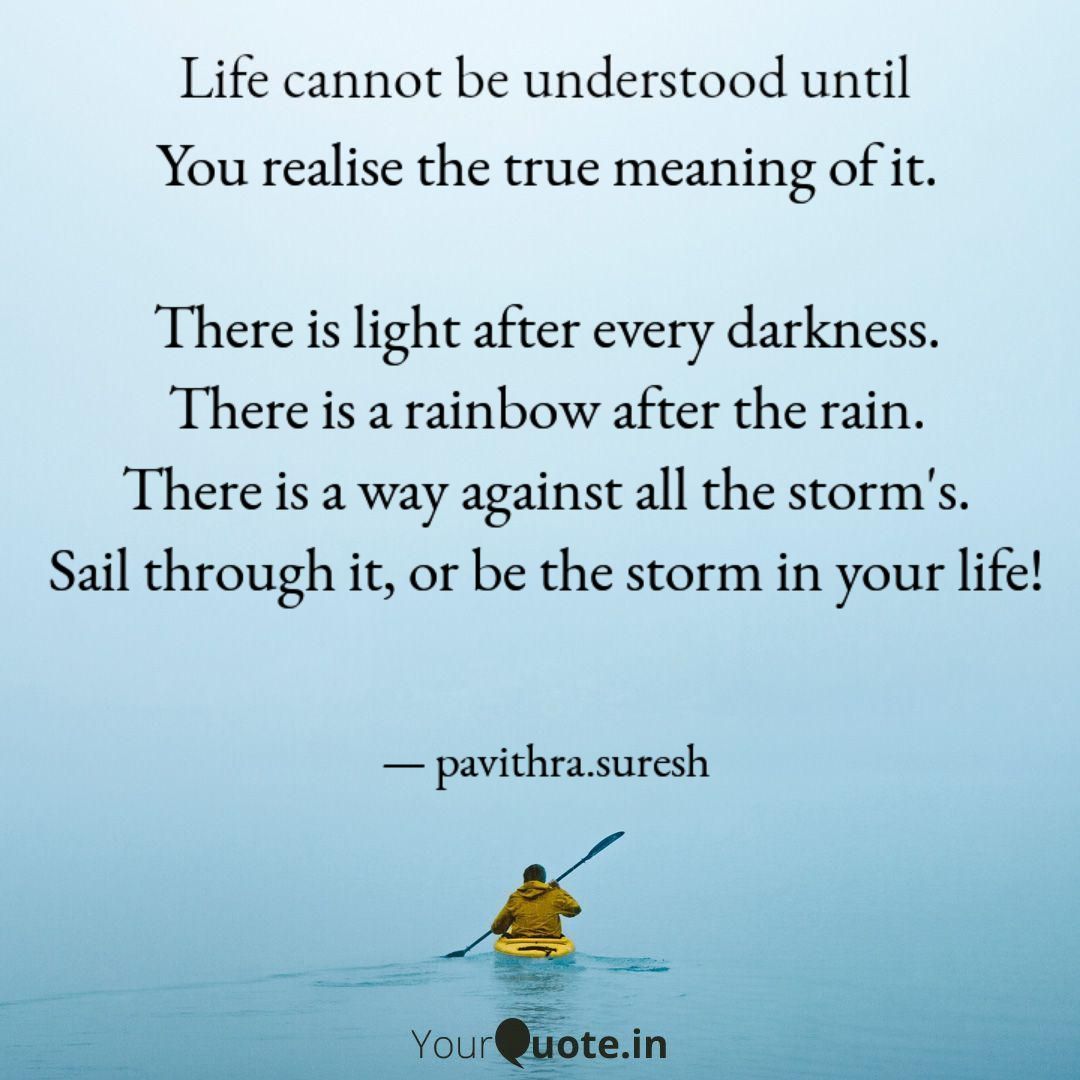 Life cannot be understood until
You realise the true meaning of it.
There is light after every darkness.
There is a rainbow after the rain.
There is a way against all the storm's.
Sail through it, or be the storm in your life!
— pavithra.suresh
YourQuote.in